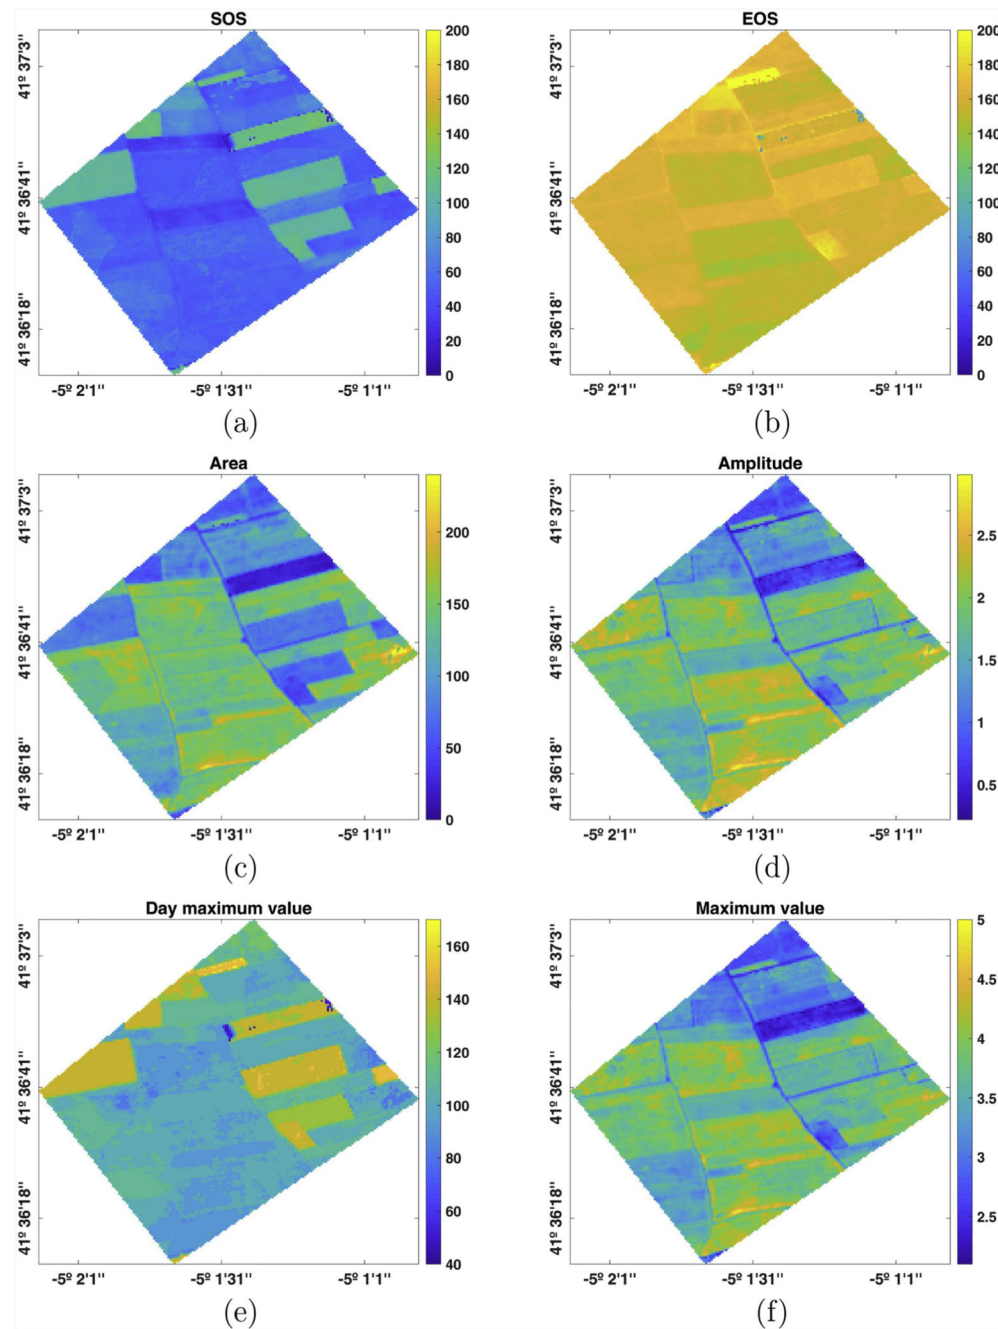 SOS
EOS
41º 37'3"
41º 36'41"
41º 36'18"
200
180
160
140
120
100
80
60
40
20
0
-5º 2'1"
-5º 1'31"
-5º 1'1"
(a)
41º 37'3"
41º 36'41"
41º 36'18"
200
180
160
140
120
100
80
60
40
20
0
-5º 2'1"
-5º 1'31"
-5º 1'1"
(b)
Area
Amplitude
41º 37'3"
41º 36'41"
41º 36'18"
200
150
100
50
0
-5º 2'1"
-5º 1'31"
-5º 1'1"
(c)
41º 37'3"
41º 36'41"
41º 36'18"
2.5
2
1.5
1
0.5
-5º 2'1"
-5º 1'31"
-5º 1'1"
(d)
Day maximum value
Maximum value
41º 37'3"
41º 36'41"
41º 36'18"
160
140
120
100
80
60
40
-5º 2'1"
-5º 1'31"
-5º 1'1"
(e)
41º 37'3"
41º 36'41"
41º 36'18"
5
4.5
4
3.5
3
2.5
-5º 2'1"
-5º 1'31"
-5º 1'1"
(f)